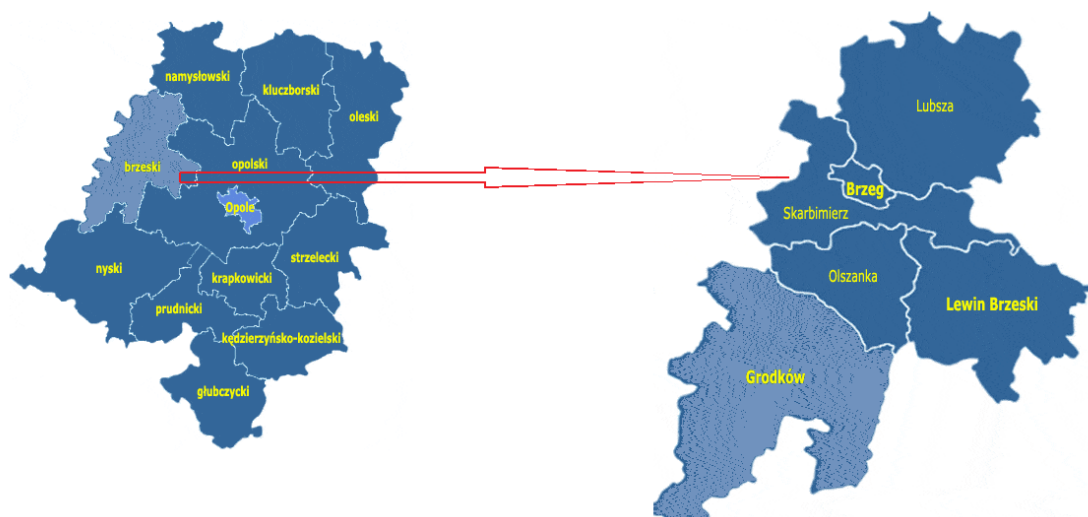 namysłowski
kluczborski
oleski
brzeski
opolski
Opole
nyski
strzelecki
krapkowicki
prudnicki
kędzierzyńsko-kozielski
głubczycki
Lubsza
Brzeg
Skarbimierz
Olszanka
Lewin Brzeski
Grodków